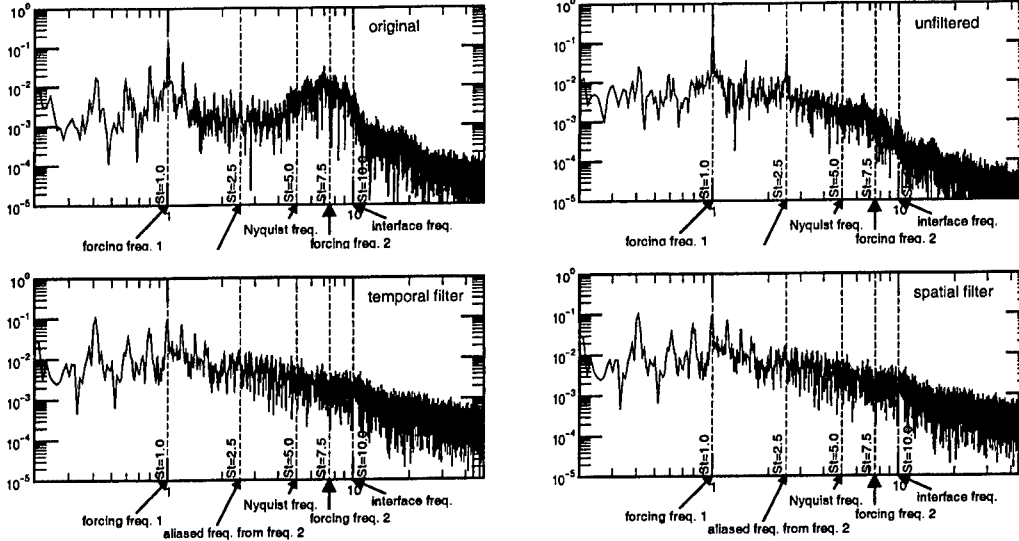 original
10⁰
10⁻¹
10⁻²
10⁻³
10⁻⁴
10⁻⁵
St=1.0
St=2.5
St=5.0
St=7.5
St=10.0
1
10
forcing freq. 1
Nyquist freq.
forcing freq. 2
interface freq.
unfiltered
10⁰
10⁻¹
10⁻²
10⁻³
10⁻⁴
10⁻⁵
St=1.0
St=2.5
St=5.0
St=7.5
1
10
forcing freq. 1
Nyquist freq.
forcing freq. 2
interface freq.
temporal filter
10⁰
10⁻¹
10⁻²
10⁻³
10⁻⁴
10⁻⁵
St=1.0
St=2.5
St=5.0
St=7.5
St=10.0
1
10
forcing freq. 1
aliased freq. from freq. 2
Nyquist freq.
forcing freq. 2
interface freq.
spatial filter
10⁰
10⁻¹
10⁻²
10⁻³
10⁻⁴
10⁻⁵
St=1.0
St=2.5
St=5.0
St=7.5
St=10.0
1
10
forcing freq. 1
aliased freq. from freq. 2
Nyquist freq.
forcing freq. 2
interface freq.